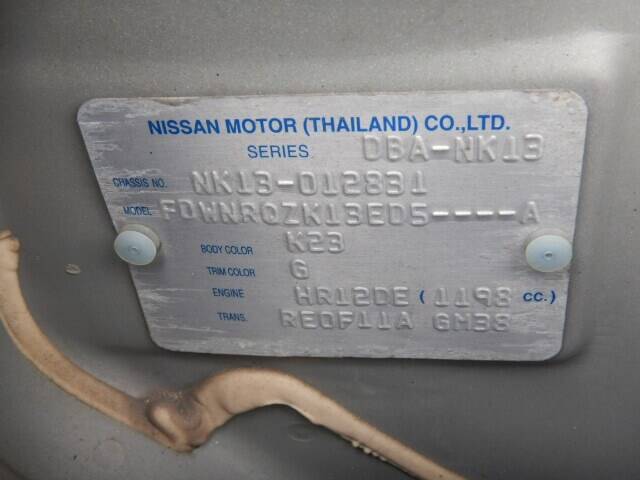 NISSAN MOTOR (THAILAND) CO.,LTD.
SERIES DBA-NK13
CHASSIS NO. NK13-012831
MODEL FDWNRQZK13ED5----A
BODY COLOR K23
TRIM COLOR G
ENGINE HR12DE ( 1198 CC.)
TRANS. RE0F11A GM38